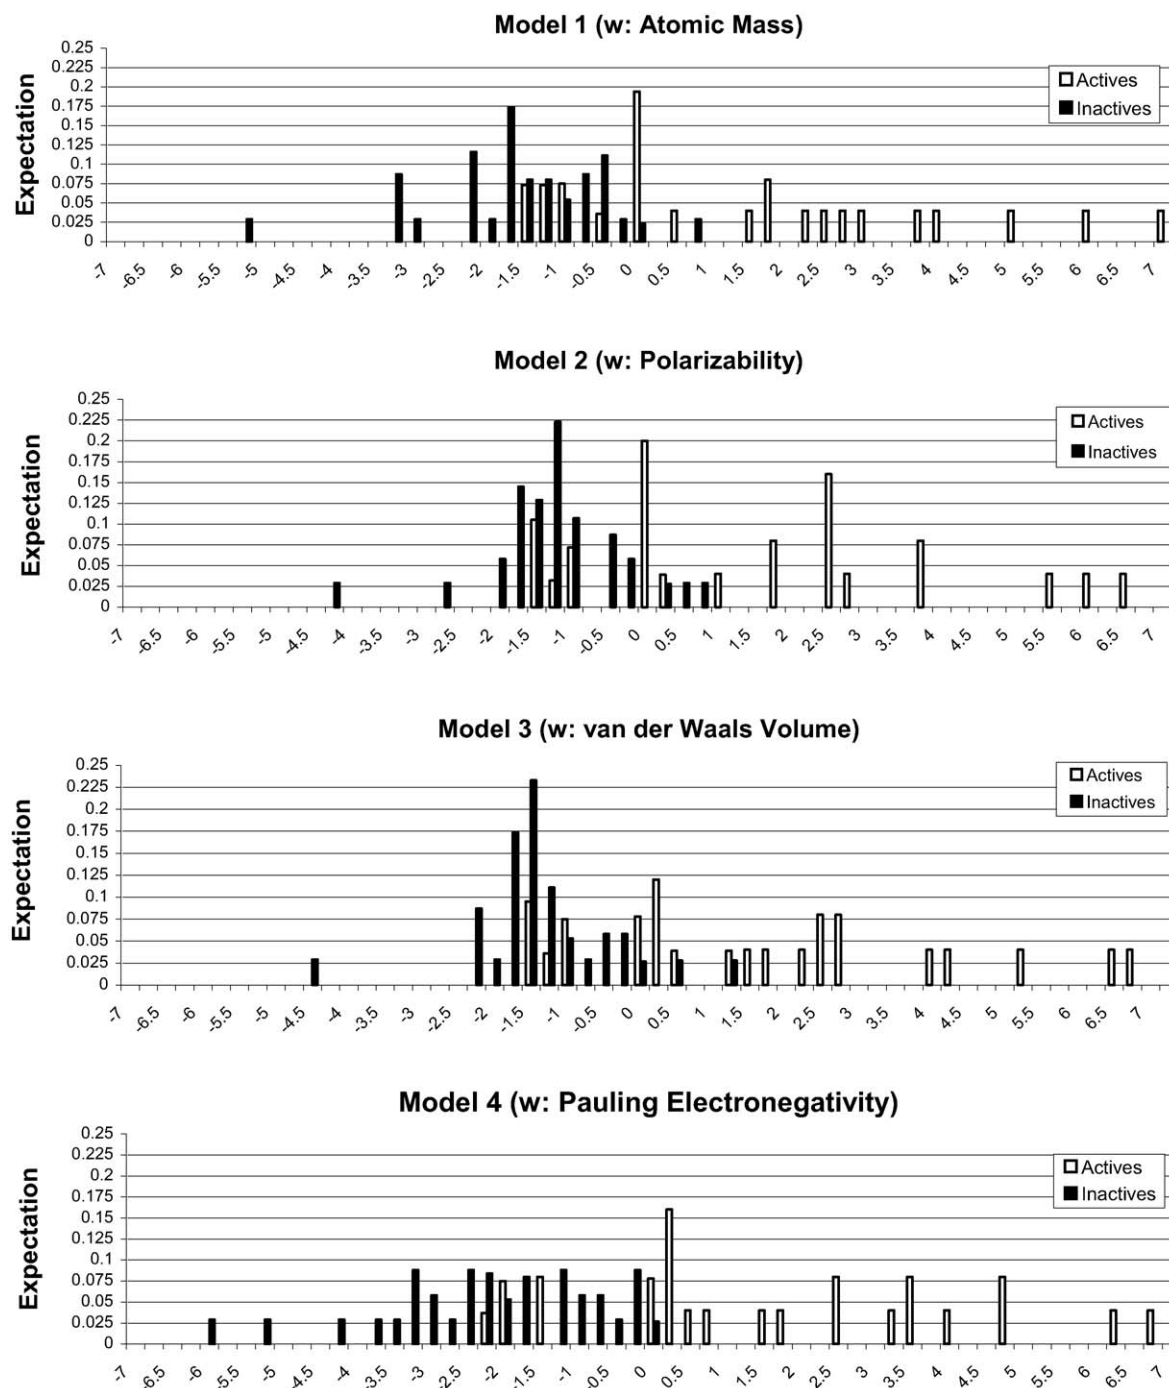 Model 1 (w: Atomic Mass)
Expectation
0.25
0.225
0.2
0.175
0.15
0.125
0.1
0.075
0.05
0.025
0
Actives
Inactives
-7 -6.5 -6 -5.5 -5 -4.5 -4 -3.5 -3 -2.5 -2 -1.5 -1 -0.5 0 0.5 1 1.5 2 2.5 3 3.5 4 4.5 5 5.5 6 6.5 7
Model 2 (w: Polarizability)
Expectation
0.25
0.225
0.2
0.175
0.15
0.125
0.1
0.075
0.05
0.025
0
Actives
Inactives
-7 -6.5 -6 -5.5 -5 -4.5 -4 -3.5 -3 -2.5 -2 -1.5 -1 -0.5 0 0.5 1 1.5 2 2.5 3 3.5 4 4.5 5 5.5 6 6.5 7
Model 3 (w: van der Waals Volume)
Expectation
0.25
0.225
0.2
0.175
0.15
0.125
0.1
0.075
0.05
0.025
0
Actives
Inactives
-7 -6.5 -6 -5.5 -5 -4.5 -4 -3.5 -3 -2.5 -2 -1.5 -1 -0.5 0 0.5 1 1.5 2 2.5 3 3.5 4 4.5 5 5.5 6 6.5 7
Model 4 (w: Pauling Electronegativity)
Expectation
0.25
0.225
0.2
0.175
0.15
0.125
0.1
0.075
0.05
0.025
0
Actives
Inactives
-7 -6.5 -6 -5.5 -5 -4.5 -4 -3.5 -3 -2.5 -2 -1.5 -1 -0.5 0 0.5 1 1.5 2 2.5 3 3.5 4 4.5 5 5.5 6 6.5 7